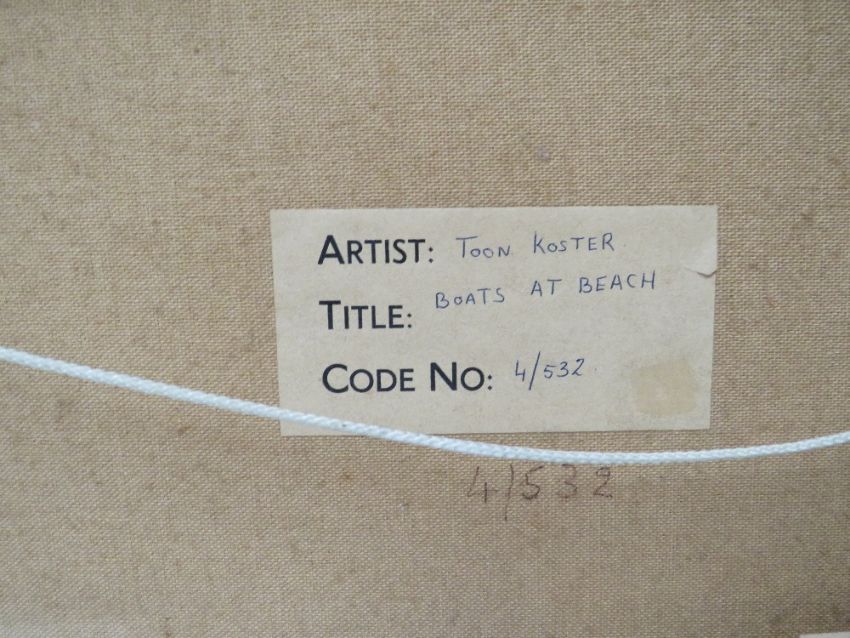 ARTIST: TOON KOSTER
TITLE: BOATS AT BEACH
CODE NO: 4/532
4/532